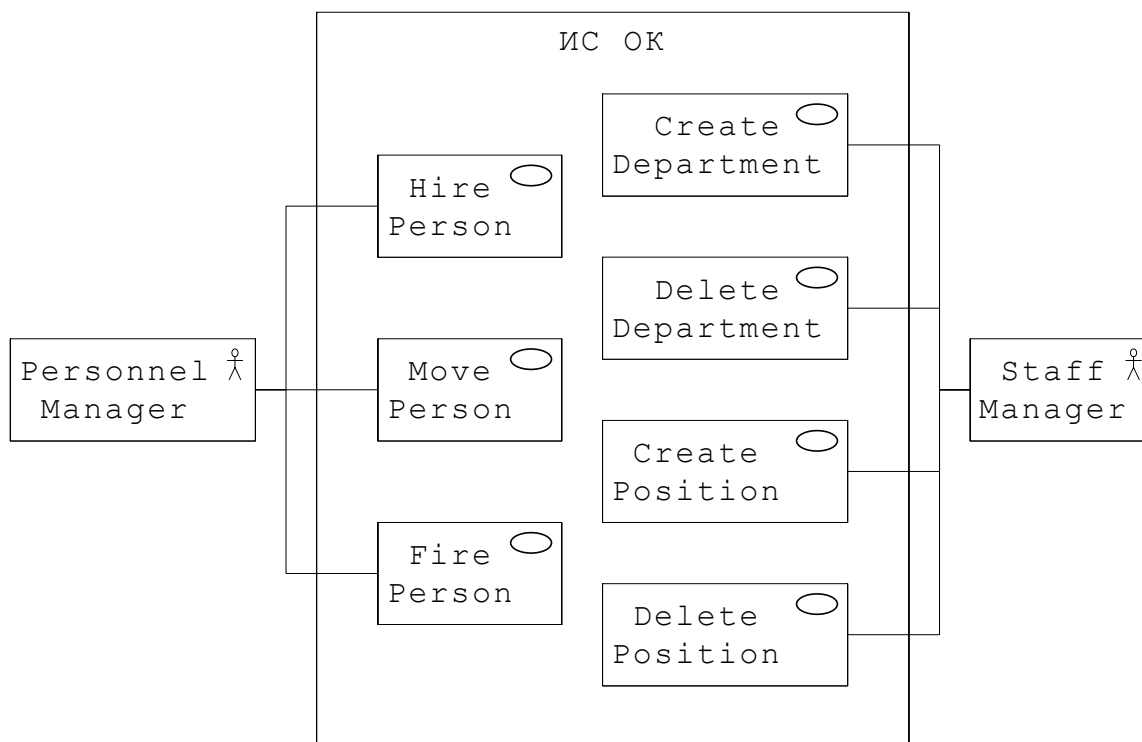 ИС ОК
Create
Department
Hire
Person
Delete
Department
Personnel
Manager
Move
Person
Staff
Manager
Create
Position
Fire
Person
Delete
Position